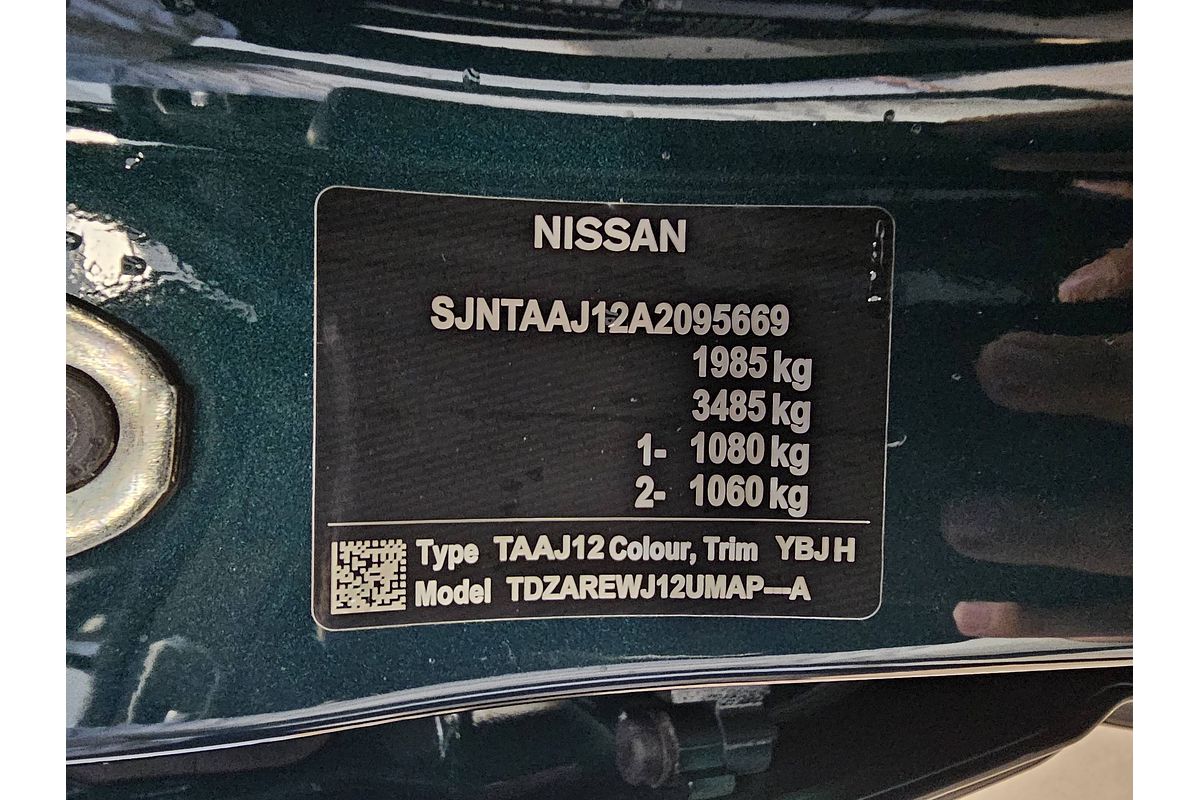 NISSAN
SJNTAAJ12A2095669
1985 kg
3485 kg
1- 1080 kg
2- 1060 kg
Type TAAJ12 Colour, Trim YBJ H
Model TDZAREWJ12UMAP---A